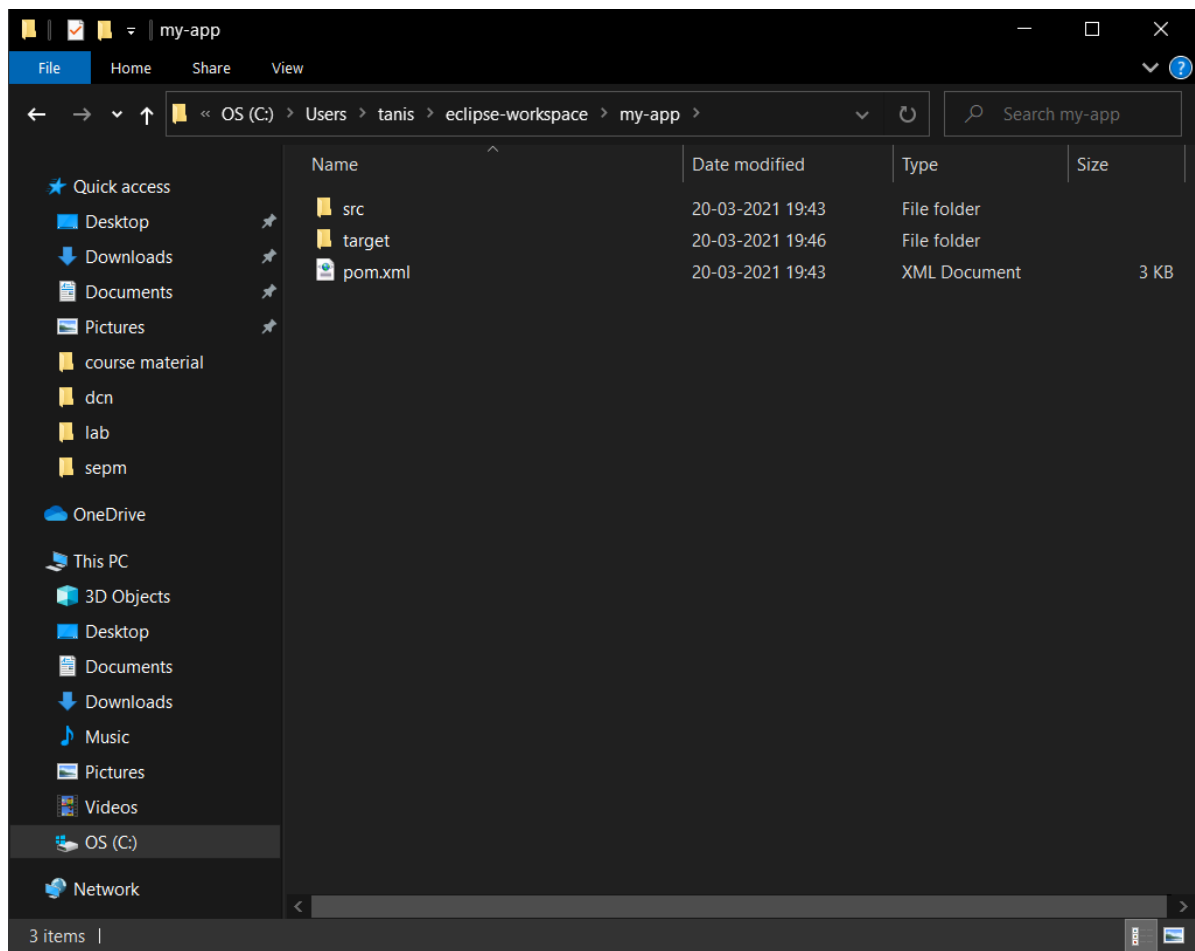 my-app
File Home Share View
« OS (C:) > Users > tanis > eclipse-workspace > my-app >
Search my-app
Quick access
Desktop
Downloads
Documents
Pictures
course material
dcn
lab
sepm
OneDrive
This PC
3D Objects
Desktop
Documents
Downloads
Music
Pictures
Videos
OS (C:)
Network
Name Date modified Type Size
src 20-03-2021 19:43 File folder
target 20-03-2021 19:46 File folder
pom.xml 20-03-2021 19:43 XML Document 3 KB
3 items